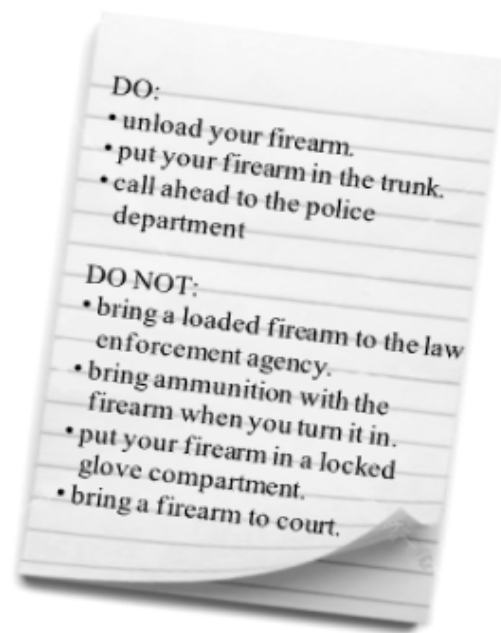 DO:
• unload your firearm.
• put your firearm in the trunk.
• call ahead to the police
department
DO NOT:
• bring a loaded firearm to the law
enforcement agency.
• bring ammunition with the
firearm when you turn it in.
• put your firearm in a locked
glove compartment.
• bring a firearm to court.